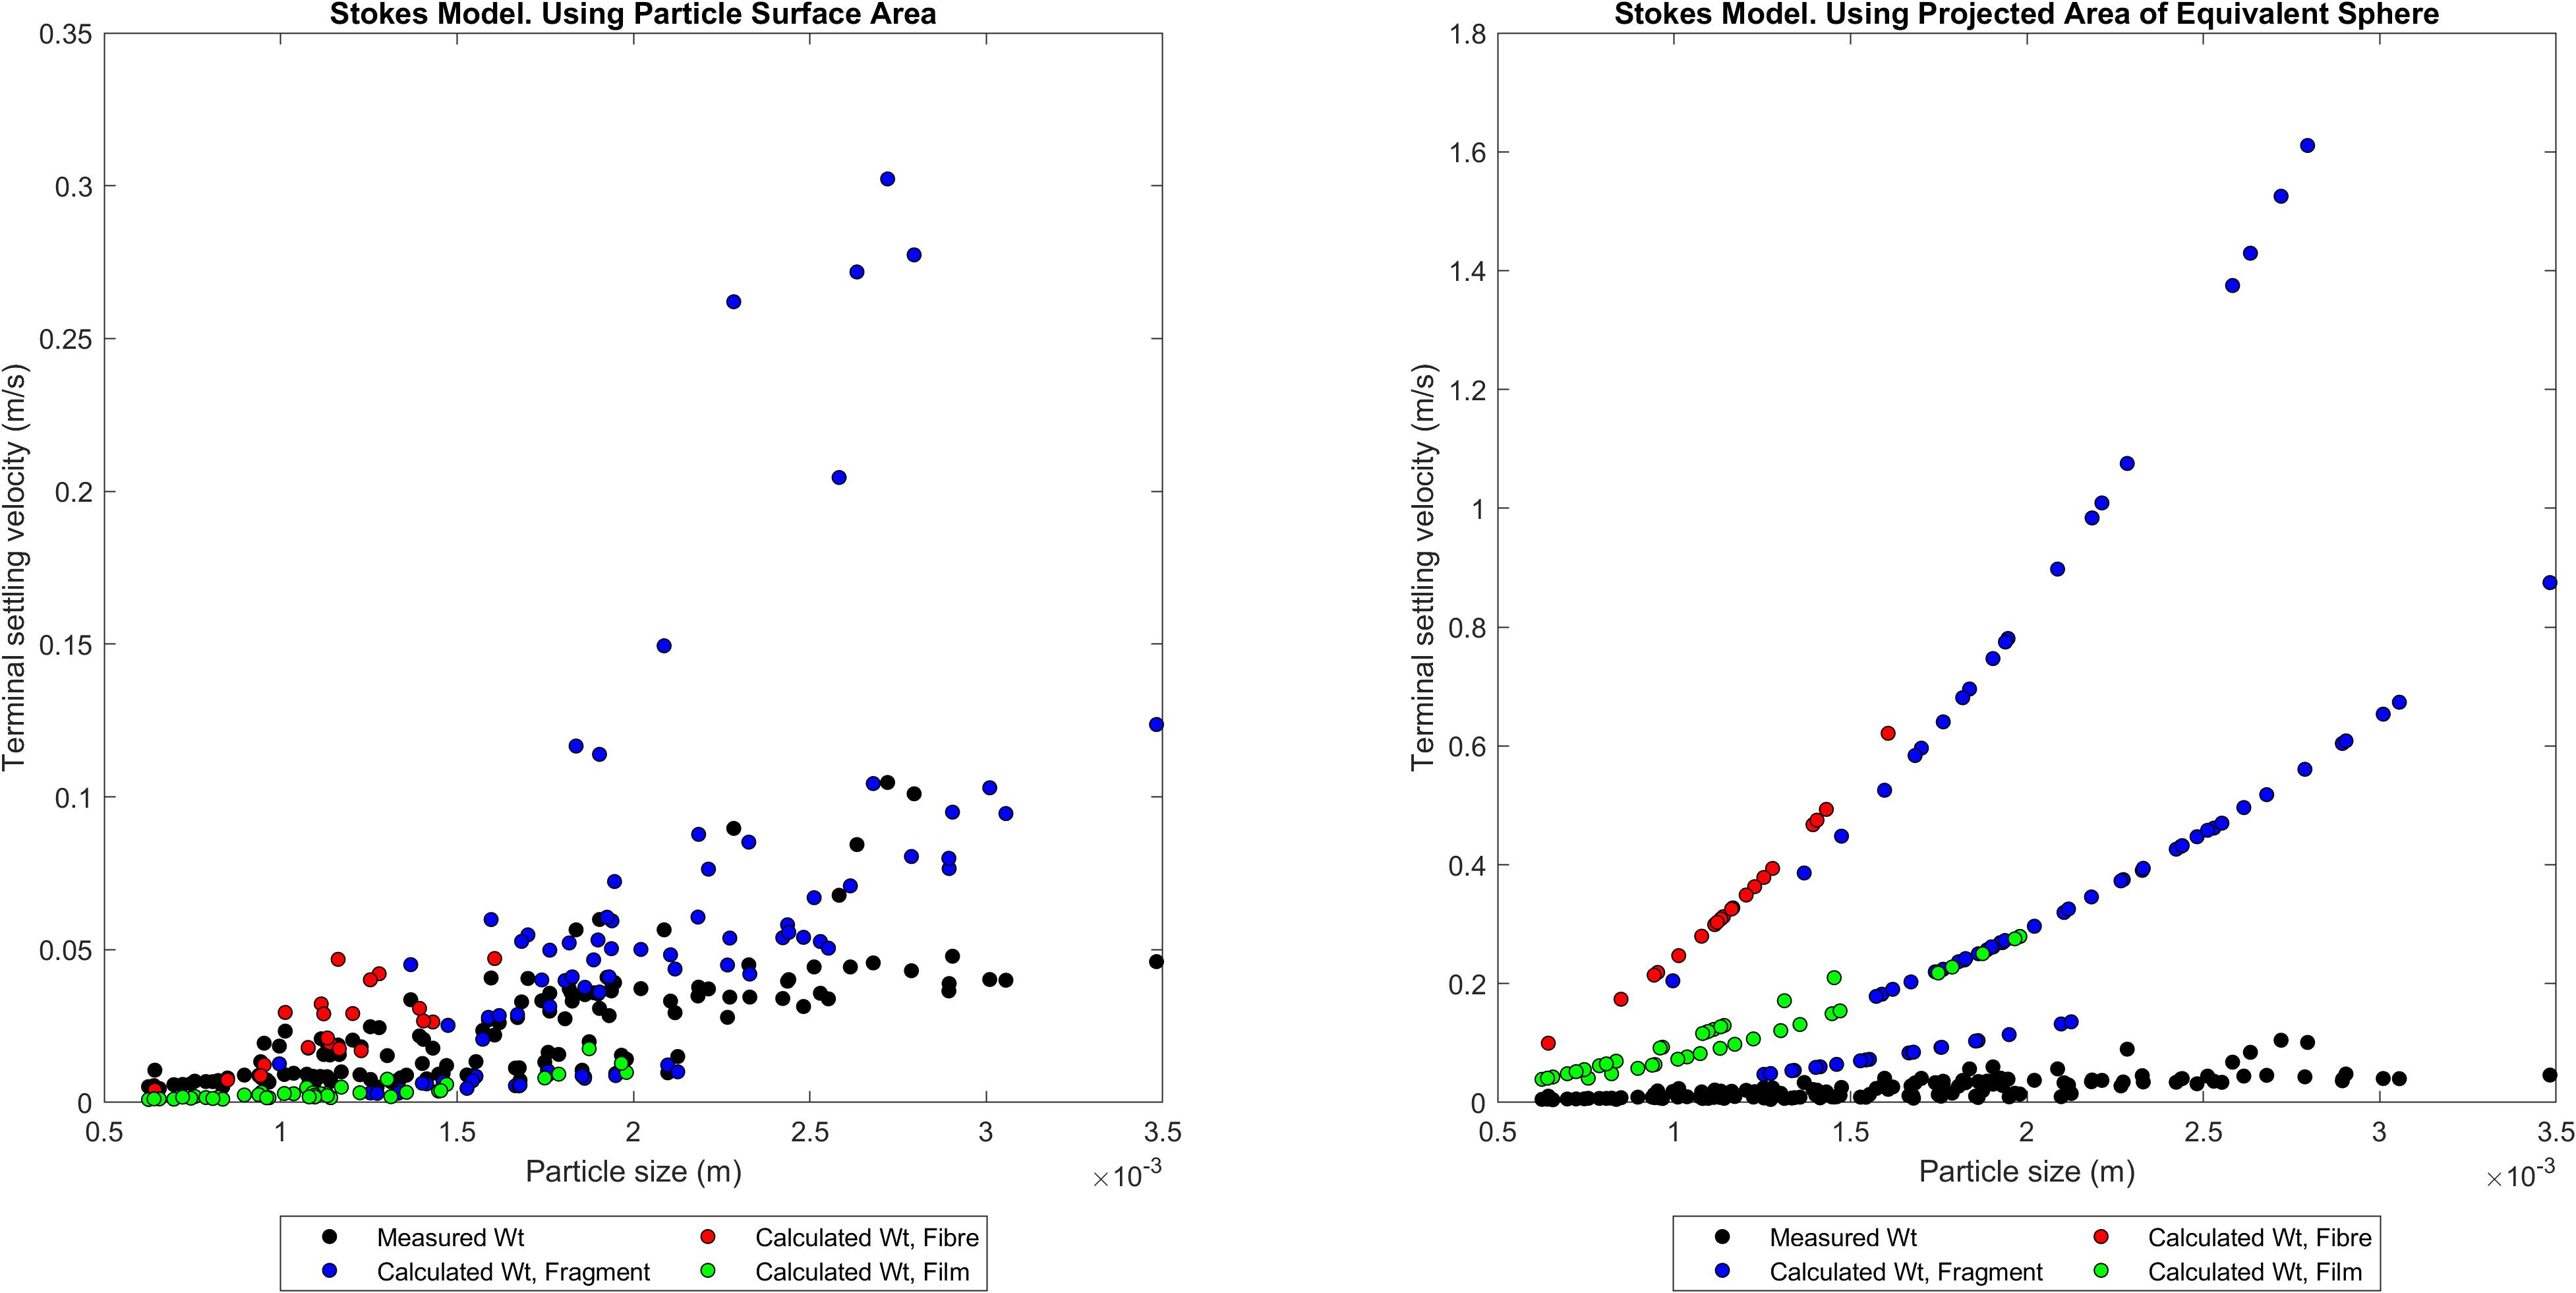 Stokes Model. Using Particle Surface Area
0.35
0.3
0.25
0.2
0.15
0.1
0.05
0
Terminal settling velocity (m/s)
0.5 1 1.5 2 2.5 3 3.5
Particle size (m)
×10-3
Measured Wt
Calculated Wt, Fibre
Calculated Wt, Fragment
Calculated Wt, Film
Stokes Model. Using Projected Area of Equivalent Sphere
1.8
1.6
1.4
1.2
1
0.8
0.6
0.4
0.2
0
Terminal settling velocity (m/s)
0.5 1 1.5 2 2.5 3 3.5
Particle size (m)
×10-3
Measured Wt
Calculated Wt, Fibre
Calculated Wt, Fragment
Calculated Wt, Film